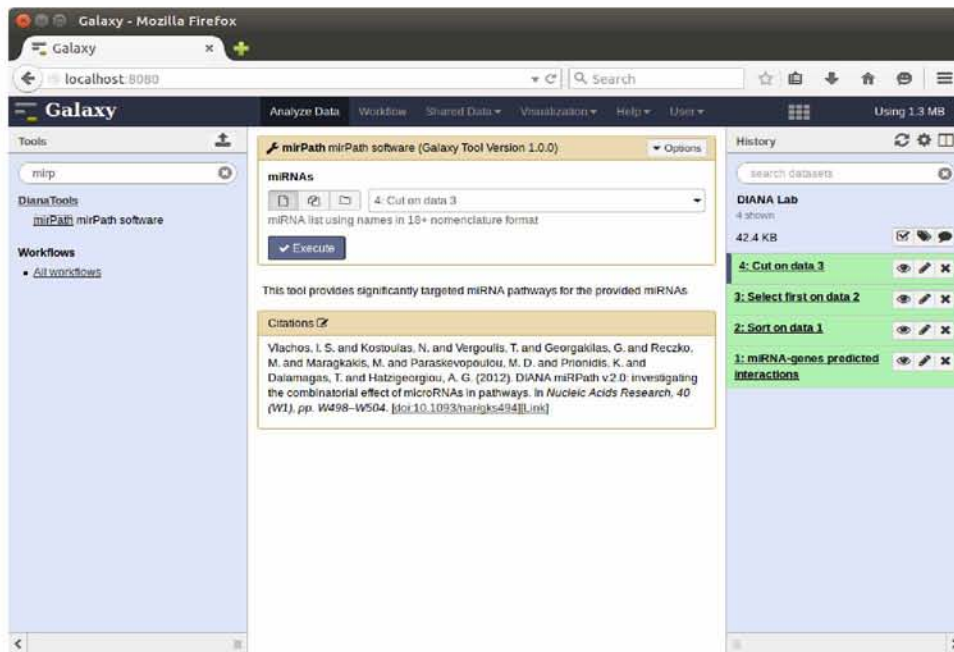 Galaxy - Mozilla Firefox
Galaxy
localhost:8080
Search
Galaxy
Analyze Data Workflow Shared Data Visualization Help User
Using 1.3 MB
Tools
mirp
DianaTools
mirPath mirPath software
Workflows
All workflows
mirPath mirPath software (Galaxy Tool Version 1.0.0)
Options
miRNAs
4: Cut on data 3
miRNA list using names in 18+ nomenclature format
Execute
This tool provides significantly targeted miRNA pathways for the provided miRNAs
Citations
Vlachos, I. S. and Kostoulas, N. and Vergoulis, T. and Georgakilas, G. and Reczko,
M. and Maragkakis, M. and Paraskevopoulou, M. D. and Prionidis, K. and
Dalamagas, T. and Hatzigeorgiou, A. G. (2012). DIANA miRPath v.2.0: investigating
the combinatorial effect of microRNAs in pathways. In Nucleic Acids Research, 40
(W1), pp. W498–W504. [doi:10.1093/nar/gks494][Link]
History
search datasets
DIANA Lab
4 shown
42.4 KB
4: Cut on data 3
3: Select first on data 2
2: Sort on data 1
1: miRNA-genes predicted
interactions